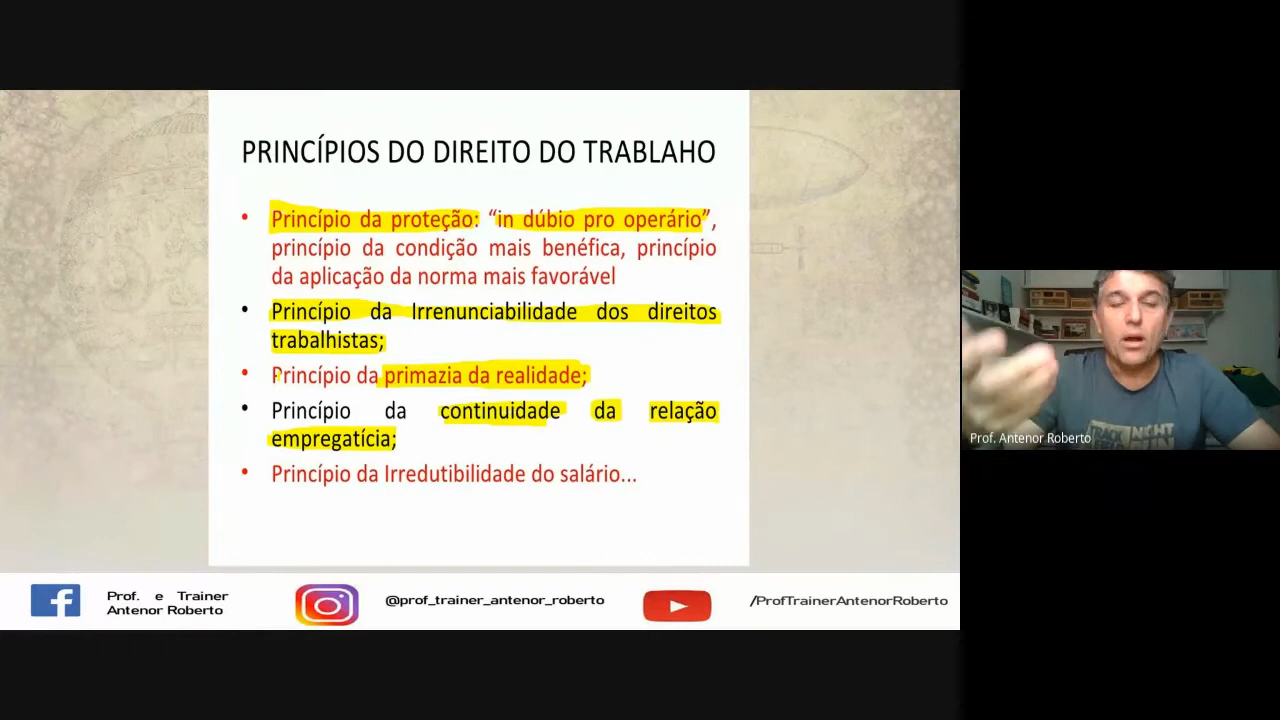 PRINCÍPIOS DO DIREITO DO TRABLAHO
• Princípio da proteção: “in dúbio pro operário”,
princípio da condição mais benéfica, princípio
da aplicação da norma mais favorável
• Princípio da Irrenunciabilidade dos direitos
trabalhistas;
• Princípio da primazia da realidade;
• Princípio da continuidade da relação
empregatícia;
• Princípio da Irredutibilidade do salário...
Prof. Antenor Roberto
Prof. e Trainer
Antenor Roberto
@prof_trainer_antenor_roberto
/ProfTrainerAntenorRoberto